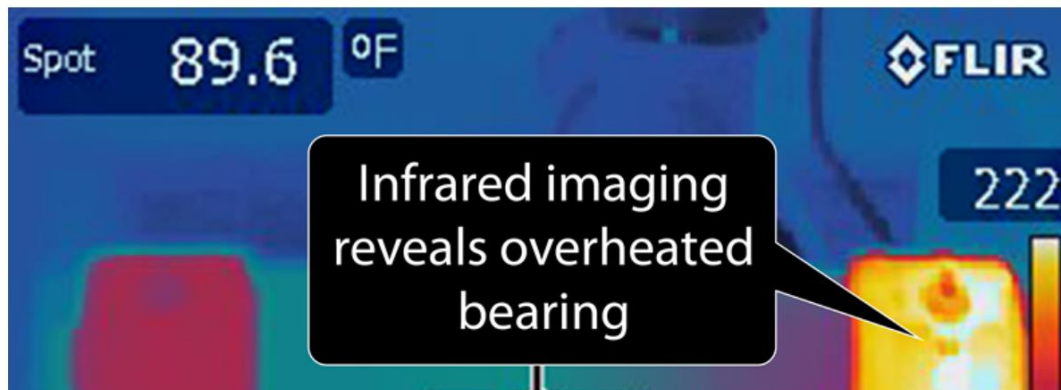 Spot 89.6 °F
FLIR
Infrared imaging
reveals overheated
bearing
222